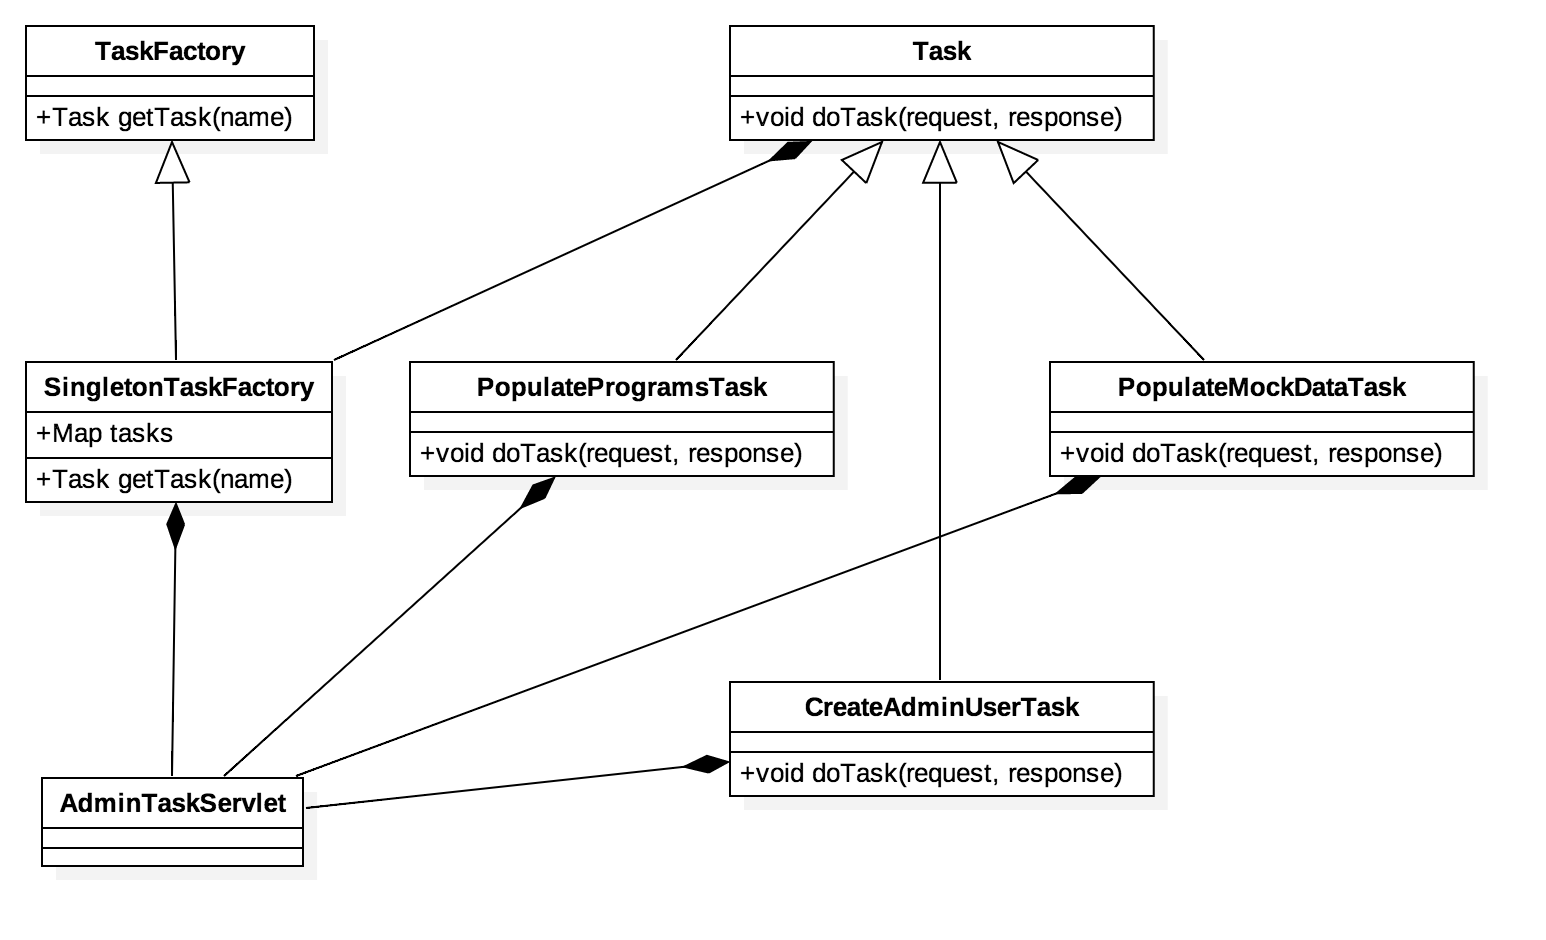 TaskFactory
+Task getTask(name)
Task
+void doTask(request, response)
SingletonTaskFactory
+Map tasks
+Task getTask(name)
PopulateProgramsTask
+void doTask(request, response)
PopulateMockDataTask
+void doTask(request, response)
CreateAdminUserTask
+void doTask(request, response)
AdminTaskServlet